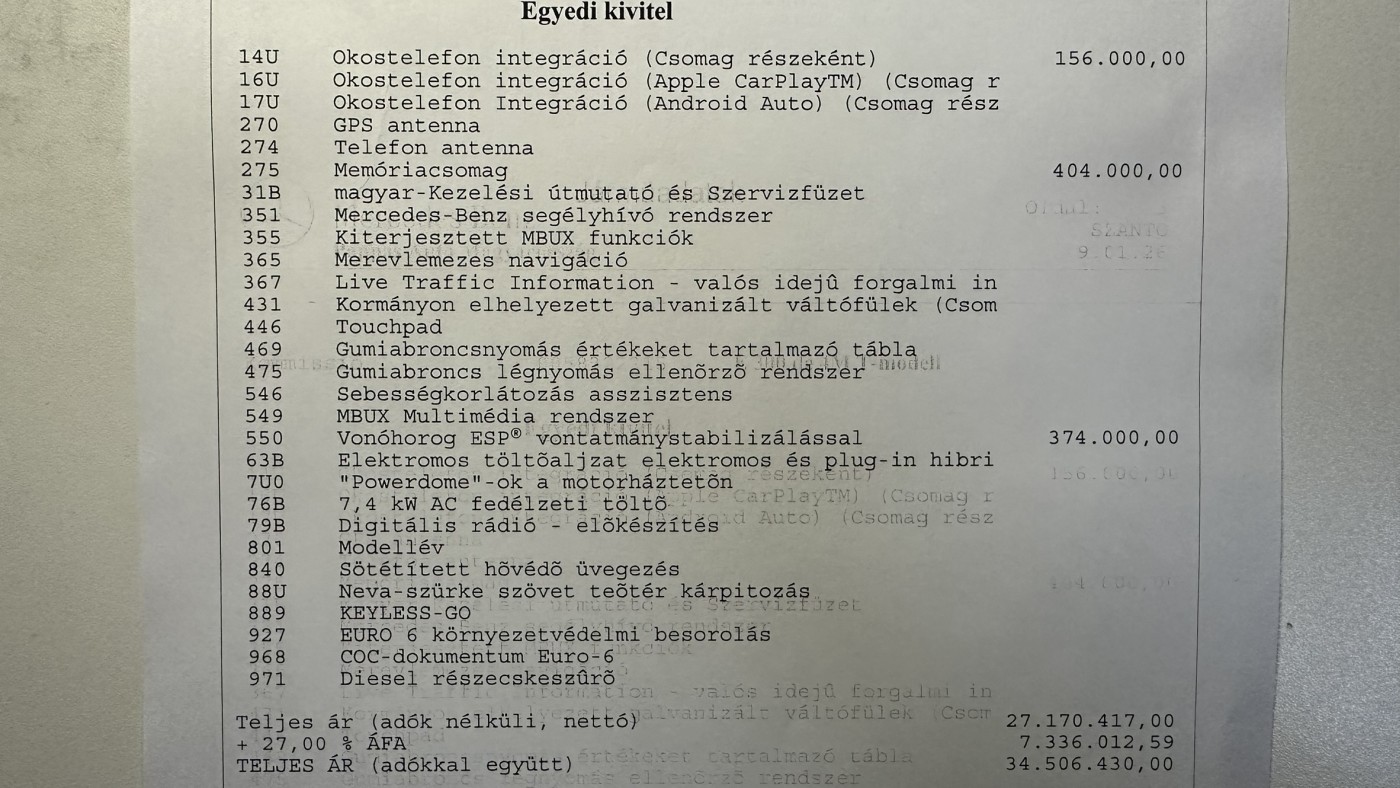 Egyedi kivitel
14U Okostelefon integráció (Csomag részeként) 156.000,00
16U Okostelefon integráció (Apple CarPlayTM) (Csomag r
17U Okostelefon Integráció (Android Auto) (Csomag rész
270 GPS antenna
274 Telefon antenna
275 Memóriacsomag 404.000,00
31B magyar-Kezelési útmutató és Szervizfüzet
351 Mercedes-Benz segélyhívó rendszer
355 Kiterjesztett MBUX funkciók
365 Merevlemezes navigáció
367 Live Traffic Information - valós idejû forgalmi in
431 Kormányon elhelyezett galvanizált váltófülek (Csom
446 Touchpad
469 Gumiabroncsnyomás értékeket tartalmazó tábla
475 Gumiabroncs légnyomás ellenõrzõ rendszer
546 Sebességkorlátozás asszisztens
549 MBUX Multimédia rendszer
550 Vonóhorog ESP® vontatmánystabilizálással 374.000,00
63B Elektromos töltõaljzat elektromos és plug-in hibri
7U0 "Powerdome"-ok a motorháztetõn
76B 7,4 kW AC fedélzeti töltõ
79B Digitális rádió - elõkészítés
801 Modellév
840 Sötétített hõvédõ üvegezés
88U Neva-szürke szövet teõtér kárpitozás
889 KEYLESS-GO
927 EURO 6 környezetvédelmi besorolás
968 COC-dokumentum Euro-6
971 Diesel részecskeszûrõ
Teljes ár (adók nélküli, nettó) 27.170.417,00
+ 27,00 % ÁFA 7.336.012,59
TELJES ÁR (adókkal együtt) 34.506.430,00